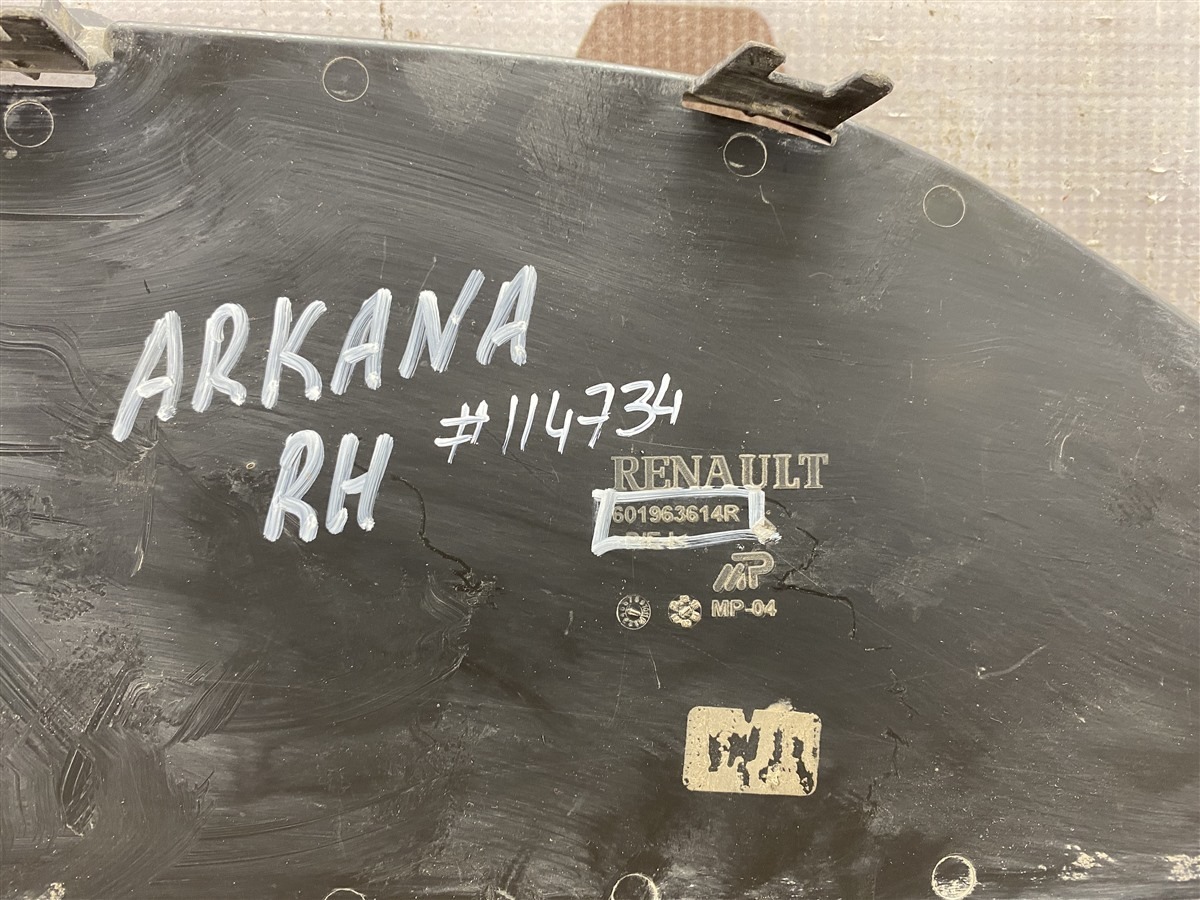 ARKANA
#114734
RH
RENAULT
601963614R
MP
MP-04